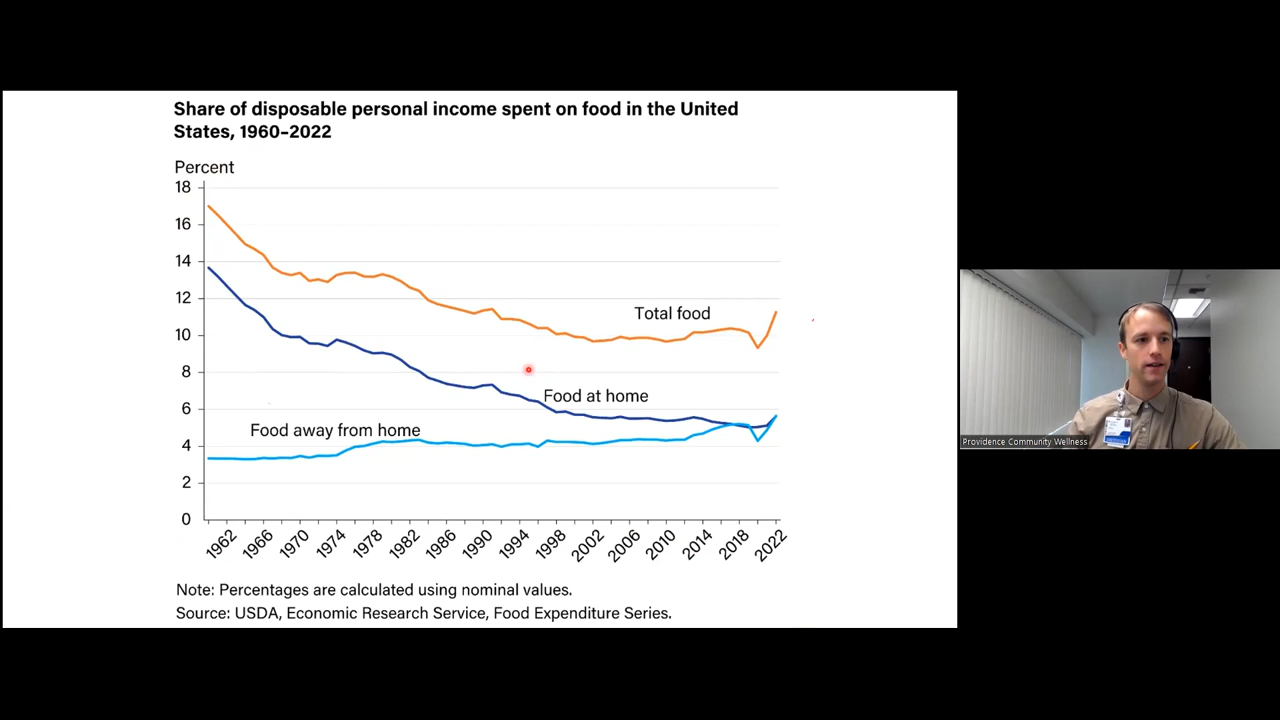 Share of disposable personal income spent on food in the United
States, 1960–2022
Percent
18
16
14
12
10
8
6
4
2
0
Total food
Food at home
Food away from home
1962
1966
1970
1974
1978
1982
1986
1990
1994
1998
2002
2006
2010
2014
2018
2022
Note: Percentages are calculated using nominal values.
Source: USDA, Economic Research Service, Food Expenditure Series.
Providence Community Wellness